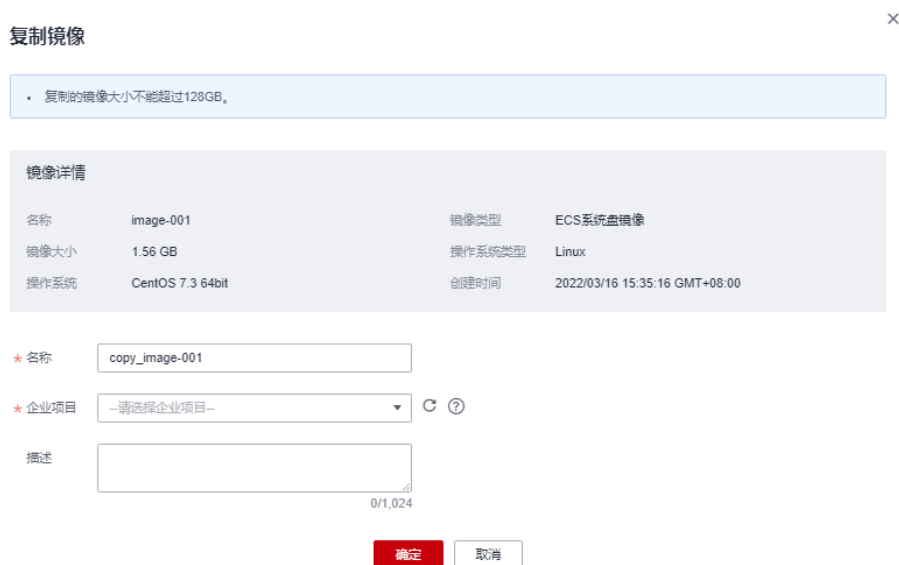 复制镜像
复制的镜像大小不能超过128GB。
镜像详情
名称 image-001 镜像类型 ECS系统盘镜像
镜像大小 1.56 GB 操作系统类型 Linux
操作系统 CentOS 7.3 64bit 创建时间 2022/03/16 15:35:16 GMT+08:00
* 名称 copy_image-001
* 企业项目 --请选择企业项目--
描述
0/1,024
确定 取消